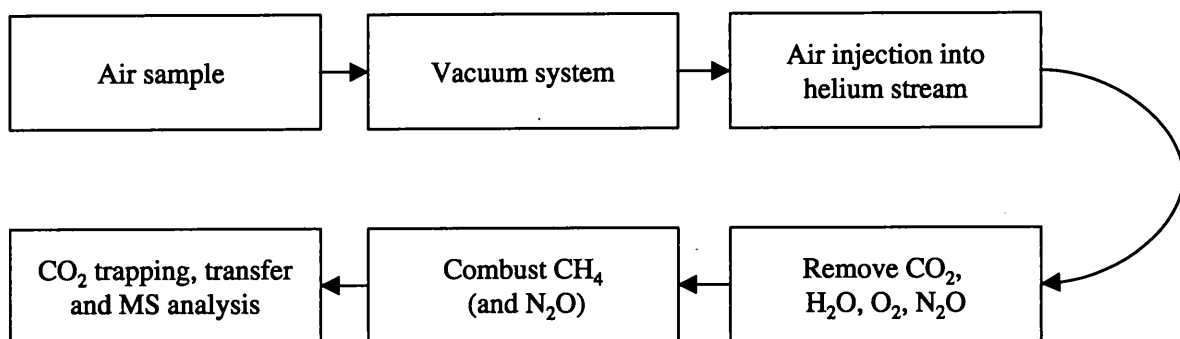 Air sample
Vacuum system
Air injection into
helium stream
Remove CO₂,
H₂O, O₂, N₂O
Combust CH₄
(and N₂O)
CO₂ trapping, transfer
and MS analysis